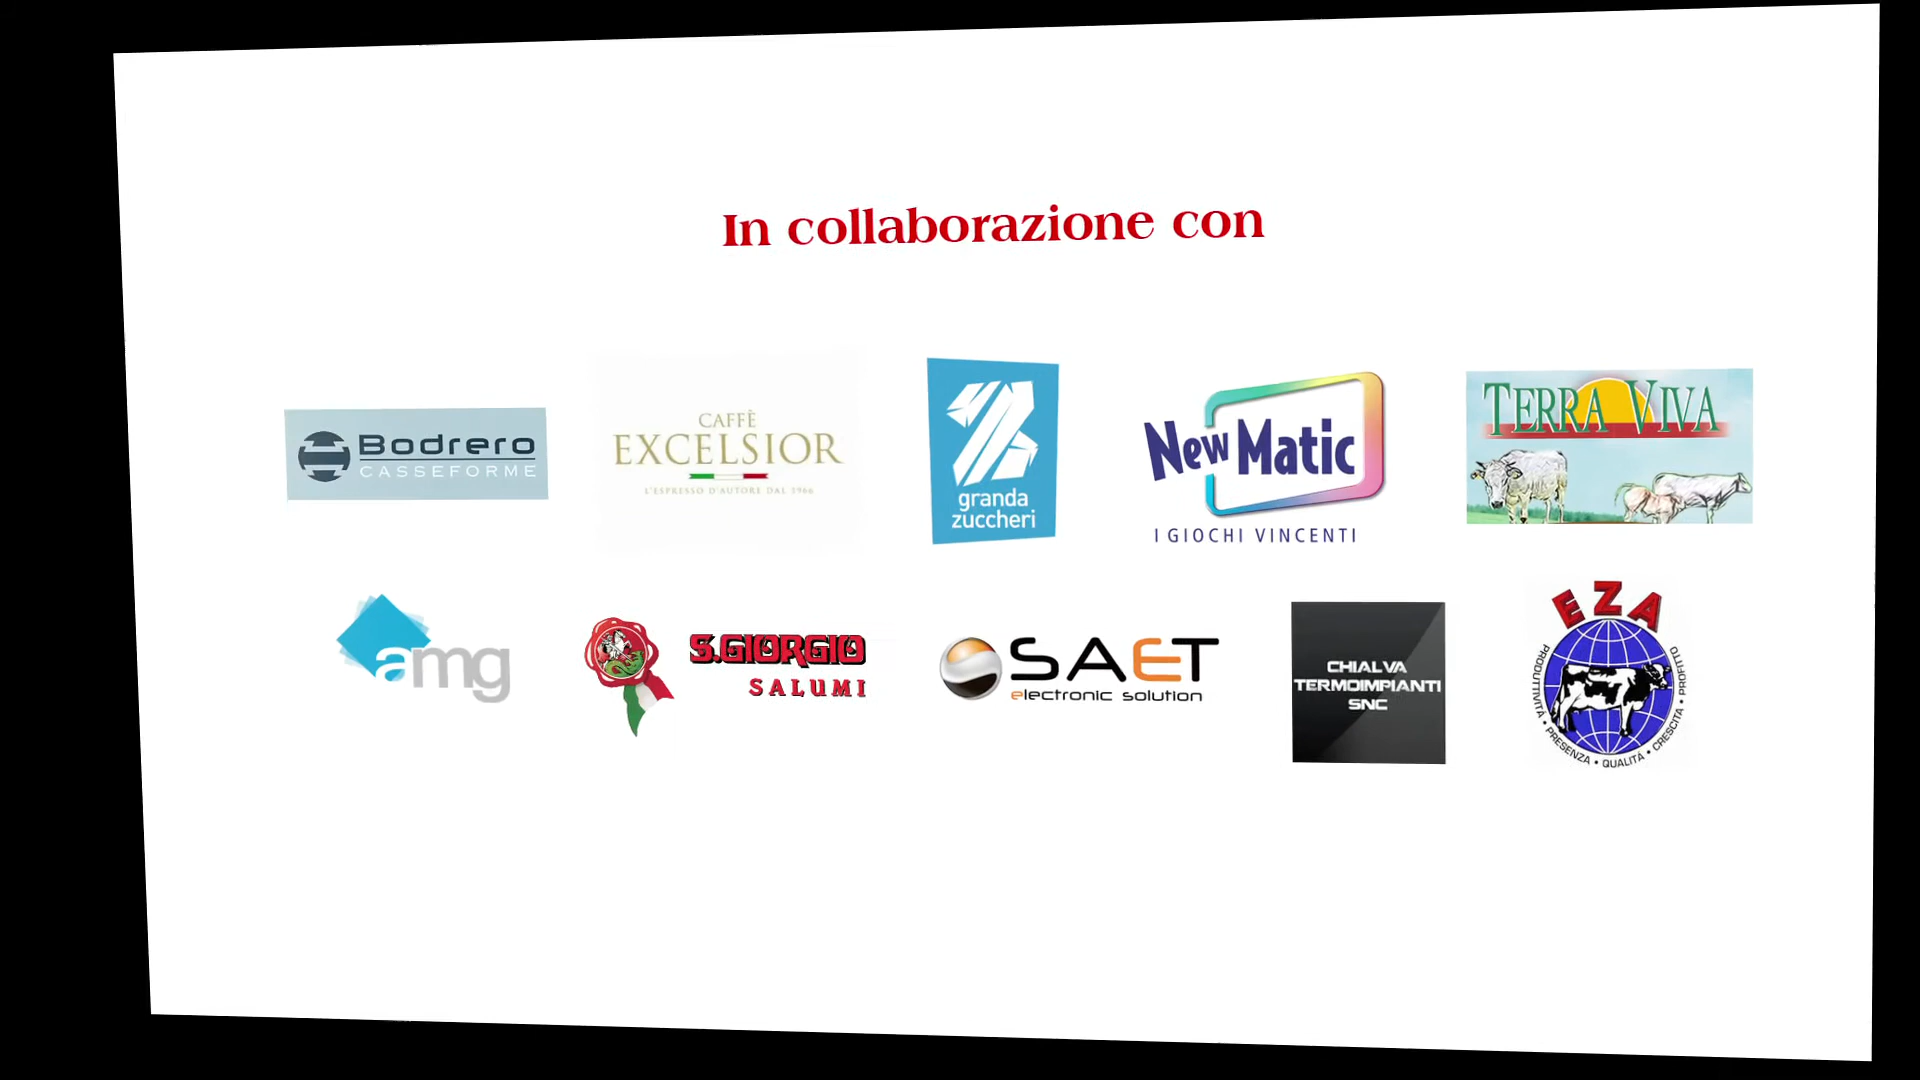 In collaborazione con
Bodrero
CASSEFORME
CAFFÈ
EXCELSIOR
L'ESPRESSO D'AUTORE DAL 1966
granda
zuccheri
New Matic
I GIOCHI VINCENTI
TERRA VIVA
amg
S.GIORGIO
SALUMI
SAET
electronic solution
CHIALVA
TERMOIMPIANTI
SNC
EZA
PRODUTTIVITÀ • PRESENZA • QUALITÀ • CRESCITA • PROFITTO